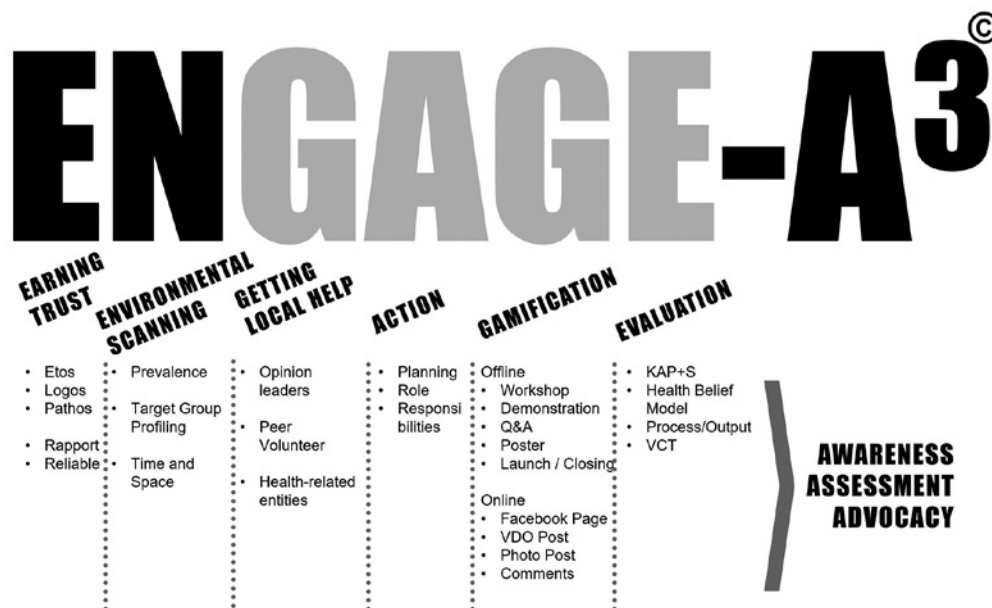 ©
ENGAGE-A3
EARNING
TRUST
ENVIRONMENTAL
SCANNING
GETTING
LOCAL HELP
ACTION
GAMIFICATION
EVALUATION
• Etos
• Logos
• Pathos
• Rapport
• Reliable
• Prevalence
• Target Group
Profiling
• Time and
Space
• Opinion
leaders
• Peer
Volunteer
• Health-related
entities
• Planning
• Role
• Responsi
bilities
Offline
• Workshop
• Demonstration
• Q&A
• Poster
• Launch / Closing
Online
• Facebook Page
• VDO Post
• Photo Post
• Comments
• KAP+S
• Health Belief
Model
• Process/Output
• VCT
AWARENESS
ASSESSMENT
ADVOCACY